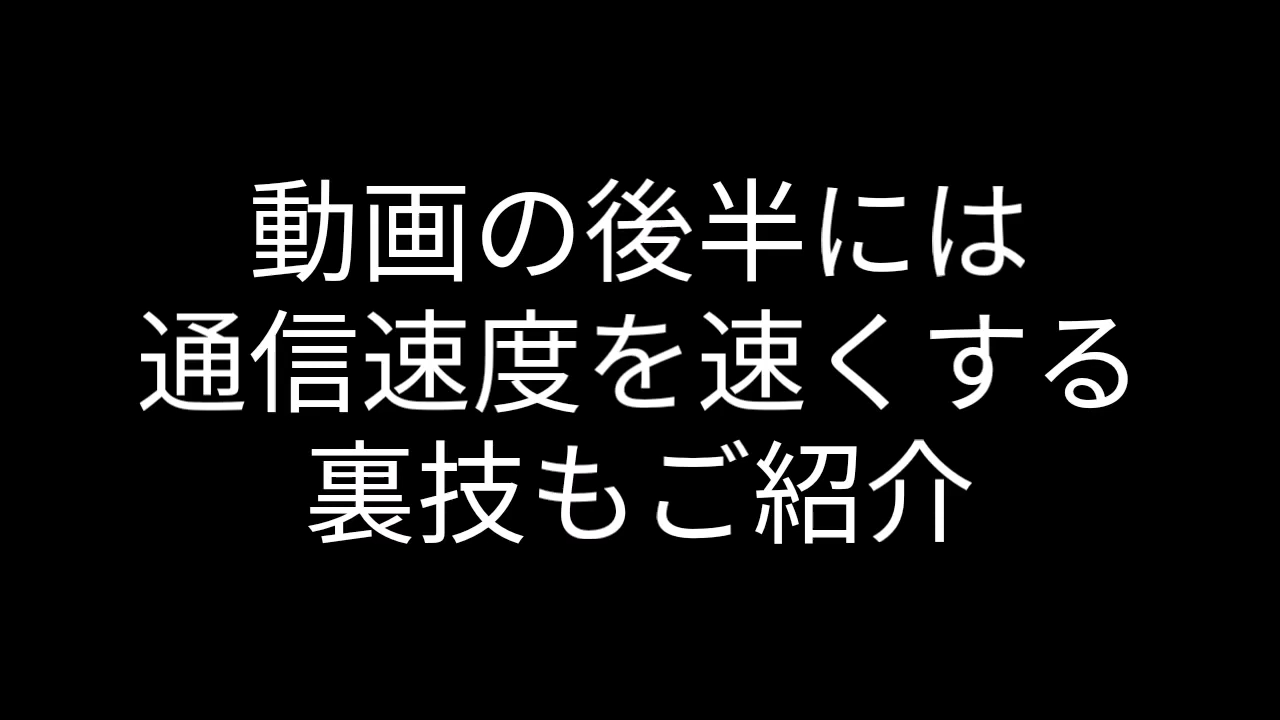 動画の後半には
通信速度を速くする
裏技もご紹介